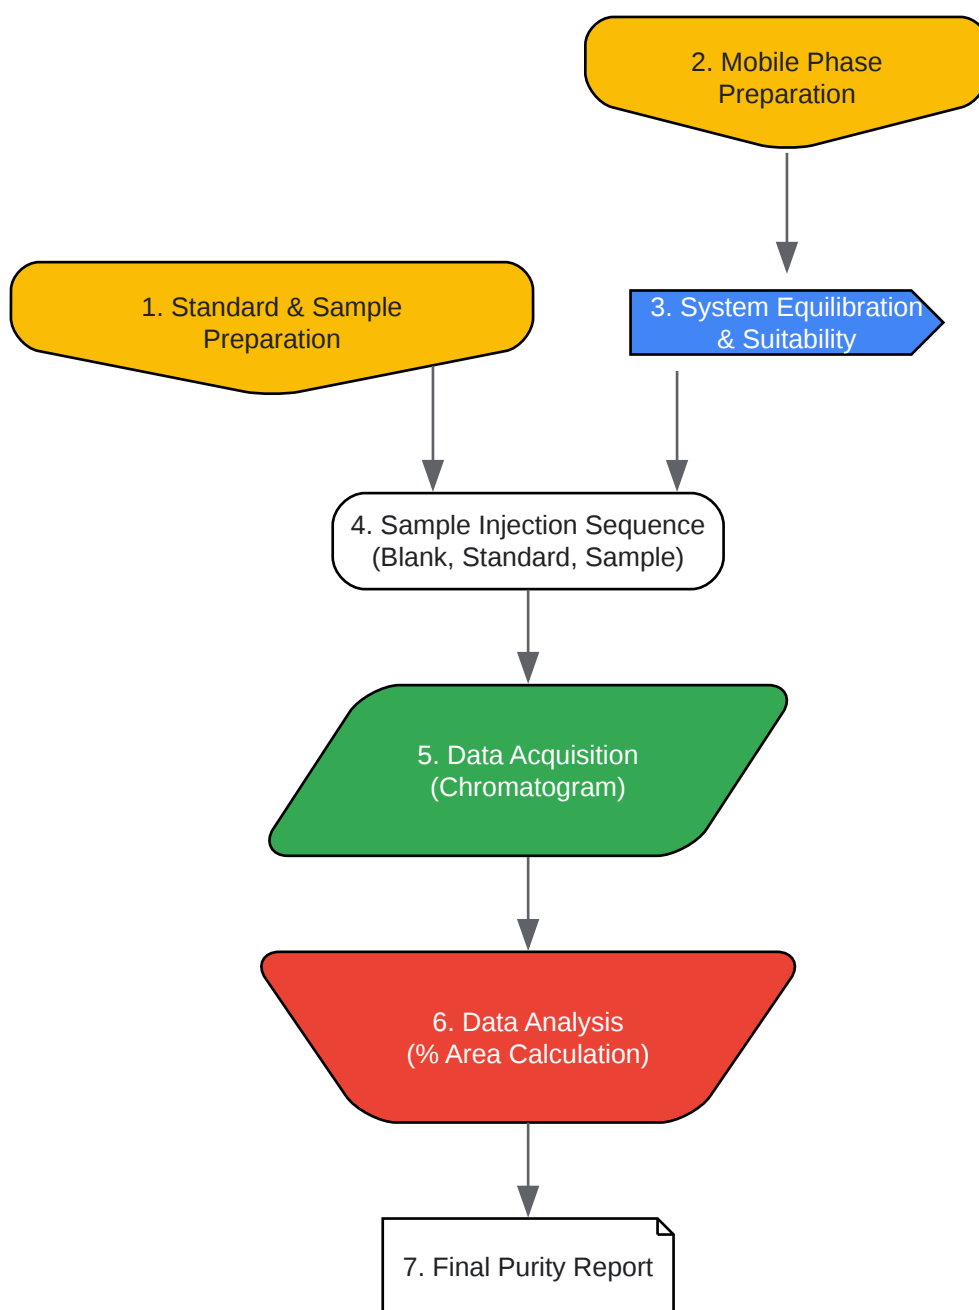 2. Mobile Phase
Preparation
1. Standard & Sample
Preparation
3. System Equilibration
& Suitability
4. Sample Injection Sequence
(Blank, Standard, Sample)
5. Data Acquisition
(Chromatogram)
6. Data Analysis
(% Area Calculation)
7. Final Purity Report